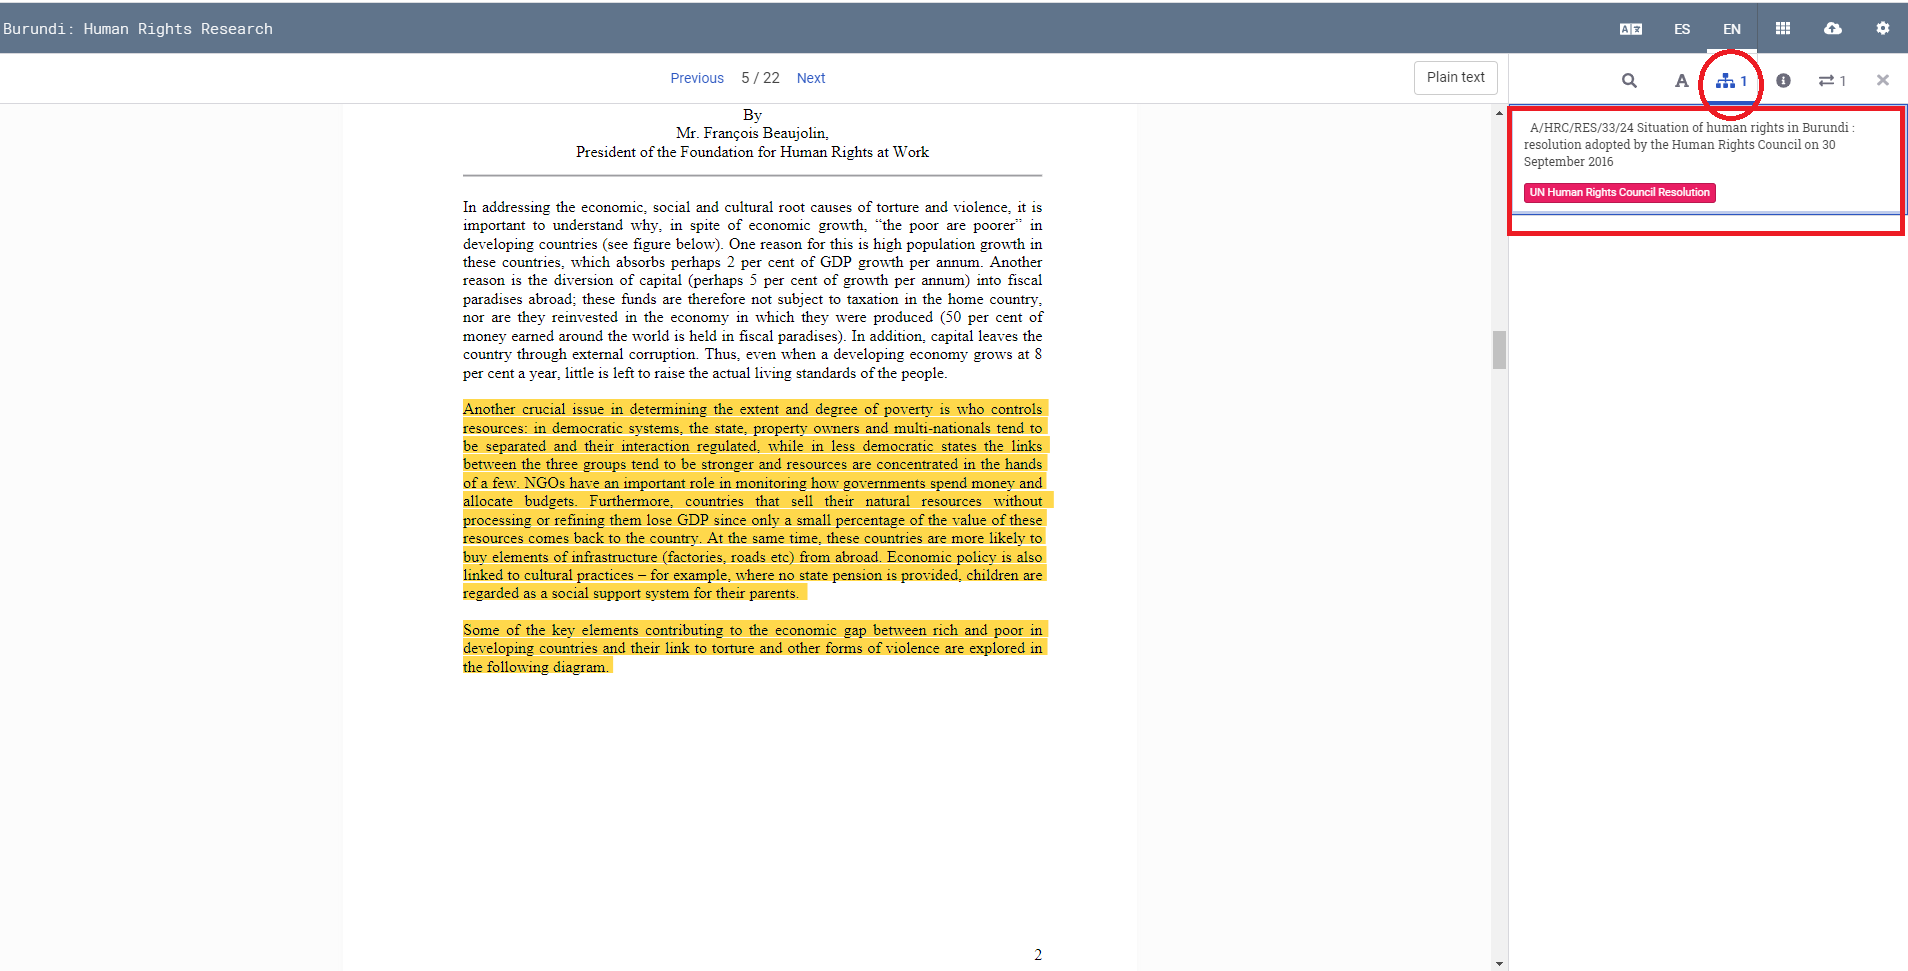 Burundi: Human Rights Research
ES
EN
Previous 5 / 22 Next
Plain text
A
1
1
By
Mr. François Beaujolin,
President of the Foundation for Human Rights at Work
In addressing the economic, social and cultural root causes of torture and violence, it is
important to understand why, in spite of economic growth, “the poor are poorer” in
developing countries (see figure below). One reason for this is high population growth in
these countries, which absorbs perhaps 2 per cent of GDP growth per annum. Another
reason is the diversion of capital (perhaps 5 per cent of growth per annum) into fiscal
paradises abroad; these funds are therefore not subject to taxation in the home country,
nor are they reinvested in the economy in which they were produced (50 per cent of
money earned around the world is held in fiscal paradises). In addition, capital leaves the
country through external corruption. Thus, even when a developing economy grows at 8
per cent a year, little is left to raise the actual living standards of the people.
Another crucial issue in determining the extent and degree of poverty is who controls
resources: in democratic systems, the state, property owners and multi-nationals tend to
be separated and their interaction regulated, while in less democratic states the links
between the three groups tend to be stronger and resources are concentrated in the hands
of a few. NGOs have an important role in monitoring how governments spend money and
allocate budgets. Furthermore, countries that sell their natural resources without
processing or refining them lose GDP since only a small percentage of the value of these
resources comes back to the country. At the same time, these countries are more likely to
buy elements of infrastructure (factories, roads etc) from abroad. Economic policy is also
linked to cultural practices – for example, where no state pension is provided, children are
regarded as a social support system for their parents.
Some of the key elements contributing to the economic gap between rich and poor in
developing countries and their link to torture and other forms of violence are explored in
the following diagram.
2
A/HRC/RES/33/24 Situation of human rights in Burundi :
resolution adopted by the Human Rights Council on 30
September 2016
UN Human Rights Council Resolution